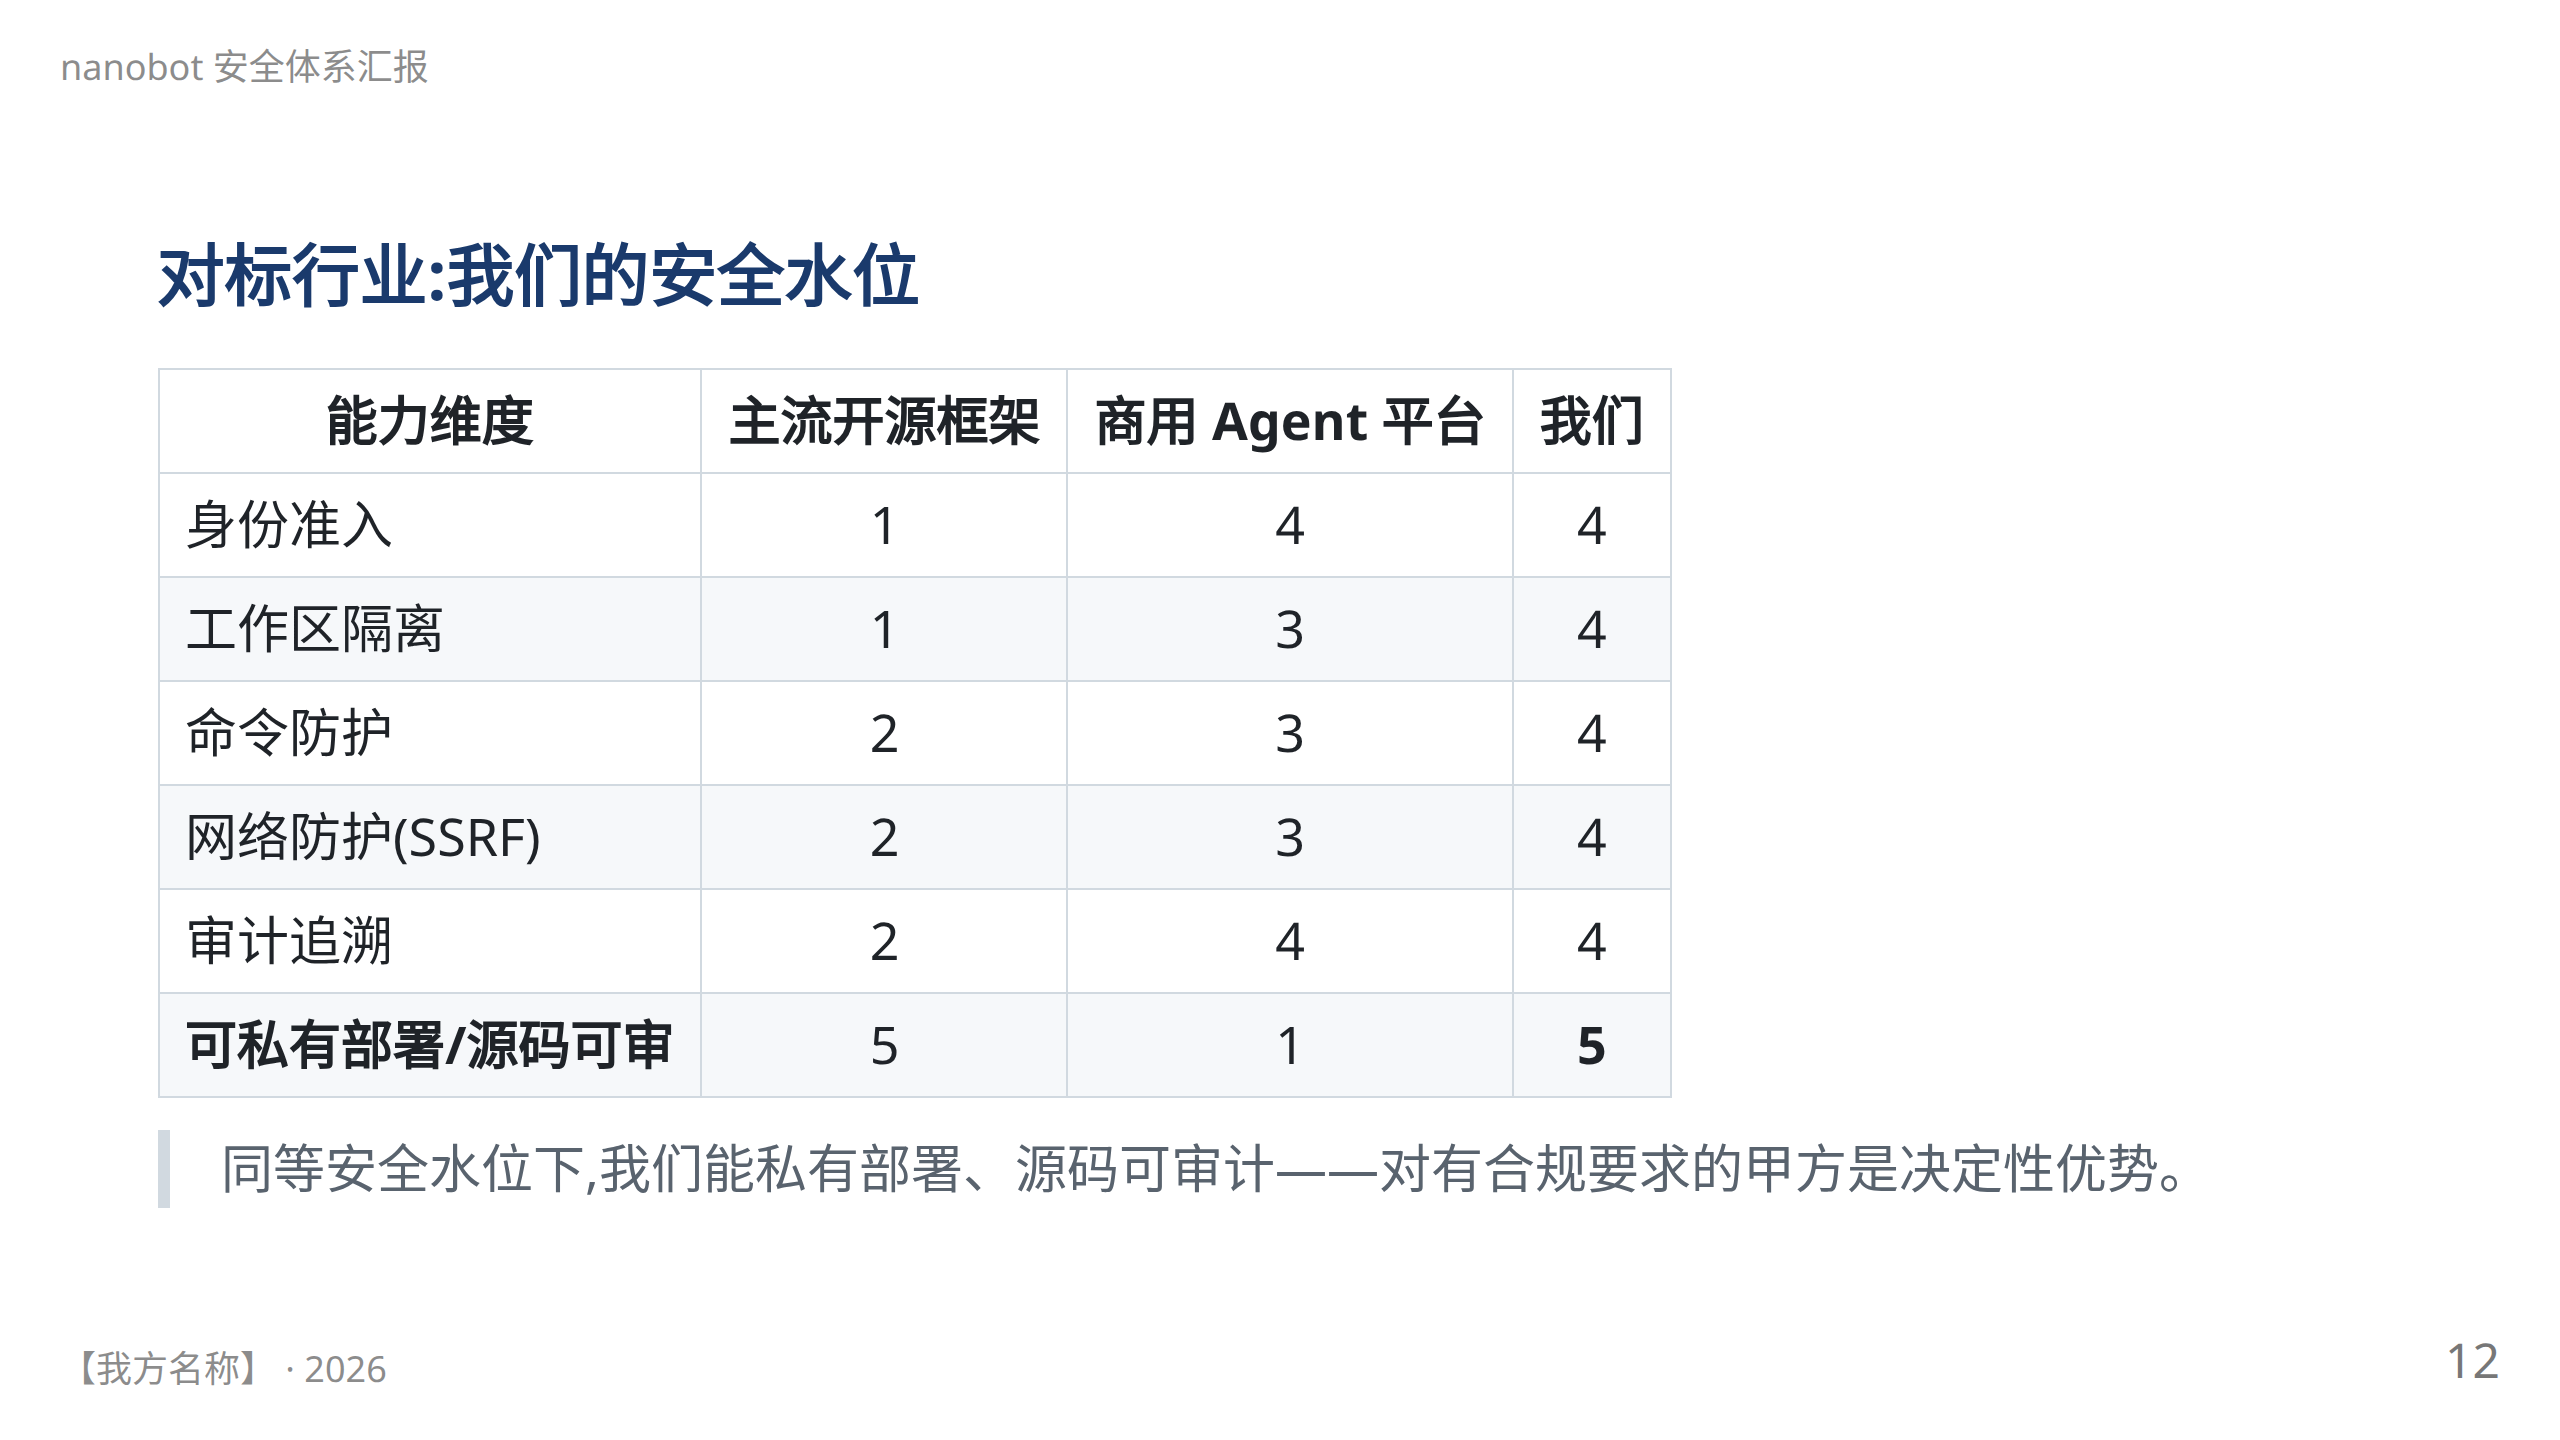 nanobot 安全体系汇报
对标行业:我们的安全水位
能力维度 主流开源框架 商用 Agent 平台 我们
身份准入 1 4 4
工作区隔离 1 3 4
命令防护 2 3 4
网络防护(SSRF) 2 3 4
审计追溯 2 4 4
可私有部署/源码可审 5 1 5
同等安全水位下,我们能私有部署、源码可审计——对有合规要求的甲方是决定性优势。
【我方名称】 · 2026
12